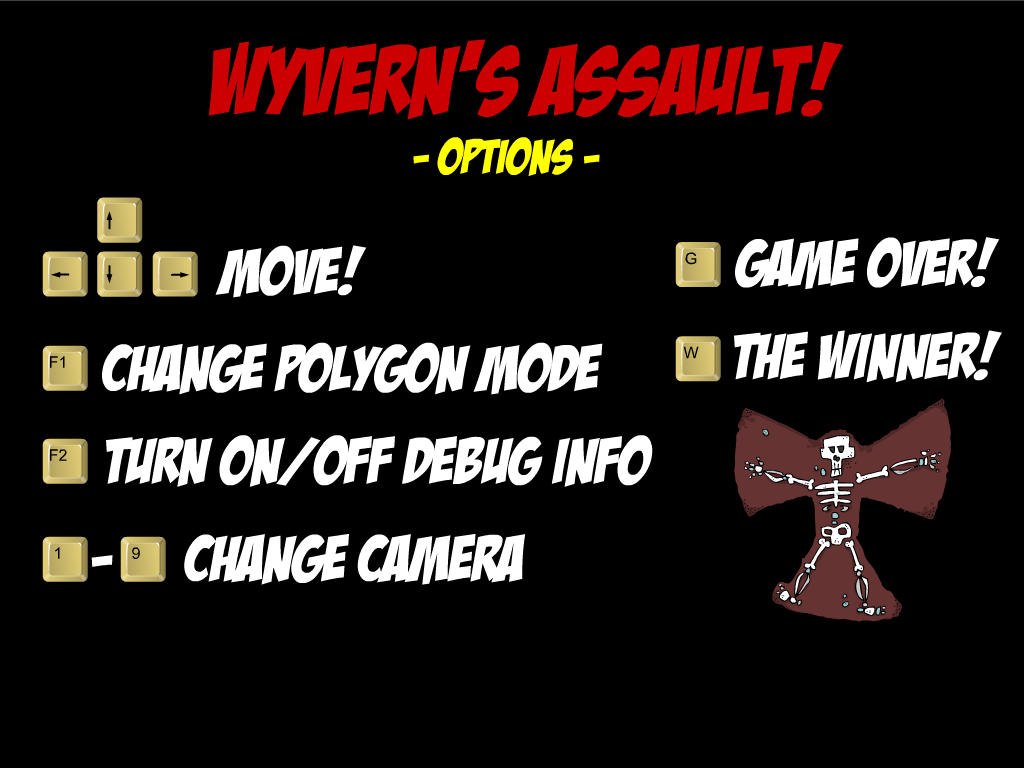 WYVERN'S ASSAULT!
- OPTIONS -
↑
← ↓ → MOVE!
F1 CHANGE POLYGON MODE
F2 TURN ON/OFF DEBUG INFO
1 - 9 CHANGE CAMERA
G GAME OVER!
W THE WINNER!